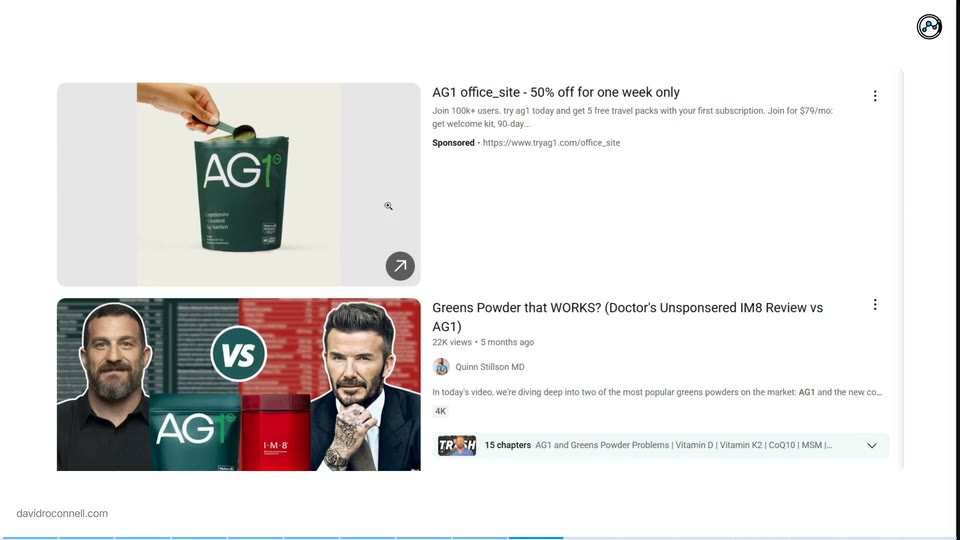 AG1 office_site - 50% off for one week only
Join 100k+ users. try ag1 today and get 5 free travel packs with your first subscription. Join for $79/mo:
get welcome kit, 90-day...
Sponsored • https://www.tryag1.com/office_site
AG1
Greens Powder that WORKS? (Doctor's Unsponsered IM8 Review vs
AG1)
22K views • 5 months ago
Quinn Stillson MD
In today's video, we're diving deep into two of the most popular greens powders on the market: AG1 and the new co...
4K
15 chapters AG1 and Greens Powder Problems | Vitamin D | Vitamin K2 | CoQ10 | MSM |...
VS
AG1
I·M·8
TRASH
davidroconnell.com